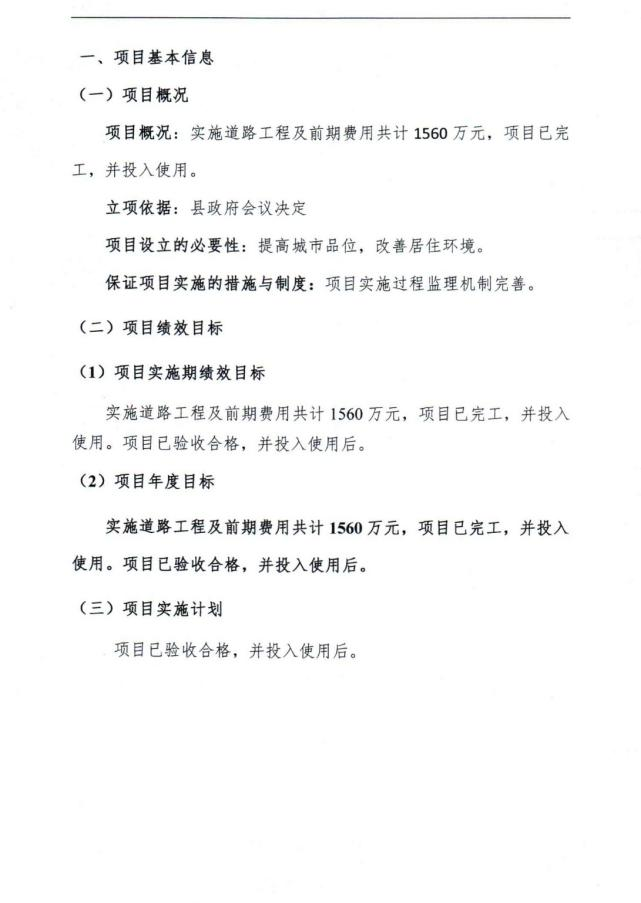 一、项目基本信息
（一）项目概况
项目概况：实施道路工程及前期费用共计 1560 万元，项目已完
工，并投入使用。
立项依据：县政府会议决定
项目设立的必要性：提高城市品位，改善居住环境。
保证项目实施的措施与制度：项目实施过程监理机制完善。
（二）项目绩效目标
（1）项目实施期绩效目标
实施道路工程及前期费用共计 1560 万元，项目已完工，并投入
使用。项目已验收合格，并投入使用后。
（2）项目年度目标
实施道路工程及前期费用共计 1560 万元，项目已完工，并投入
使用。项目已验收合格，并投入使用后。
（三）项目实施计划
项目已验收合格，并投入使用后。